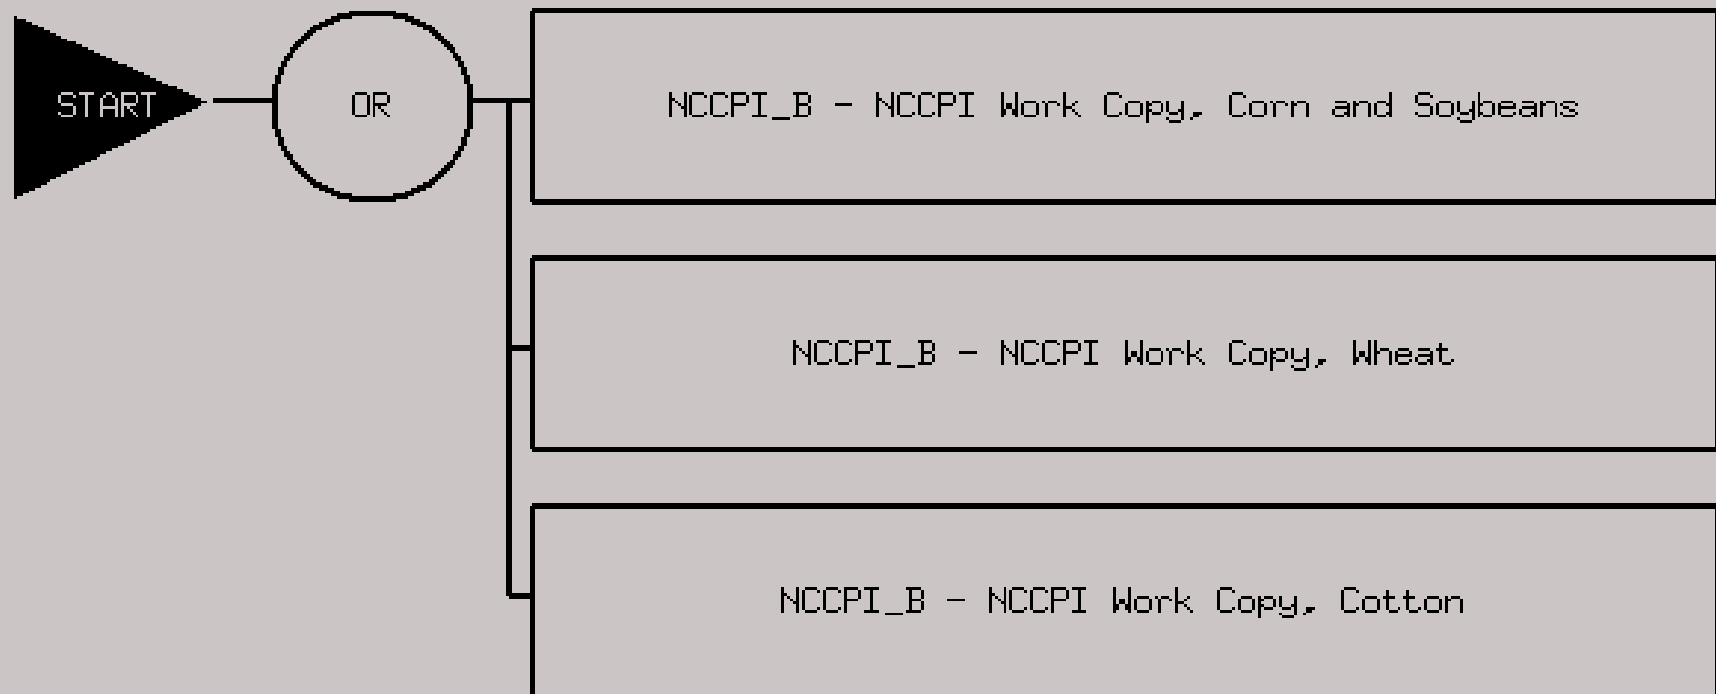 START
OR
NCCPI_B - NCCPI Work Copy, Corn and Soybeans
NCCPI_B - NCCPI Work Copy, Wheat
NCCPI_B - NCCPI Work Copy, Cotton